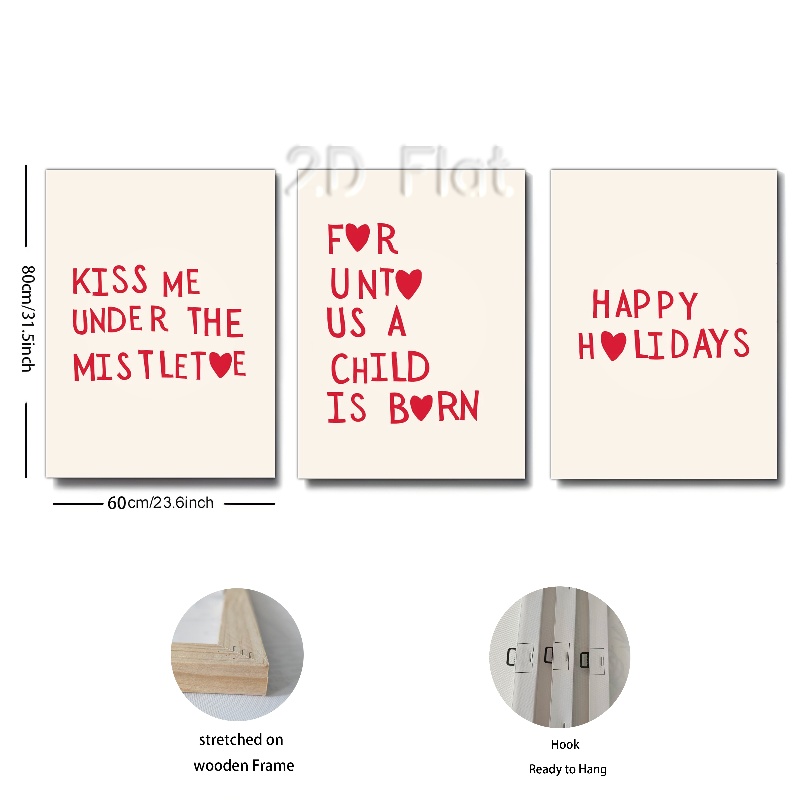 2D Flat
KISS ME
UNDER THE
MISTLETOE
FOR
UNTO
US A
CHILD
IS BORN
HAPPY
HOLIDAYS
80cm/31.5inch
60cm/23.6inch
stretched on
wooden Frame
Hook
Ready to Hang